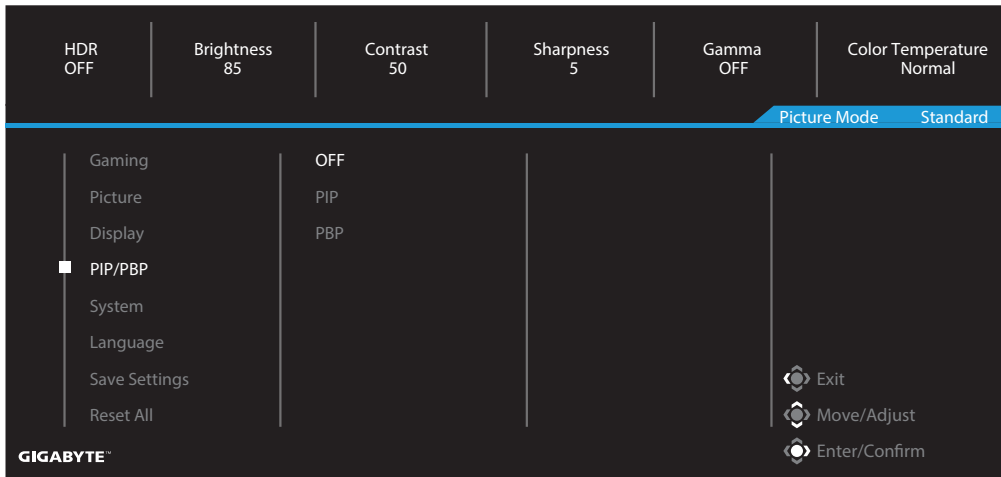 HDR
OFF
Brightness
85
Contrast
50
Sharpness
5
Gamma
OFF
Color Temperature
Normal
Picture Mode Standard
Gaming
Picture
Display
PIP/PBP
System
Language
Save Settings
Reset All
OFF
PIP
PBP
Exit
Move/Adjust
Enter/Confirm
GIGABYTE™